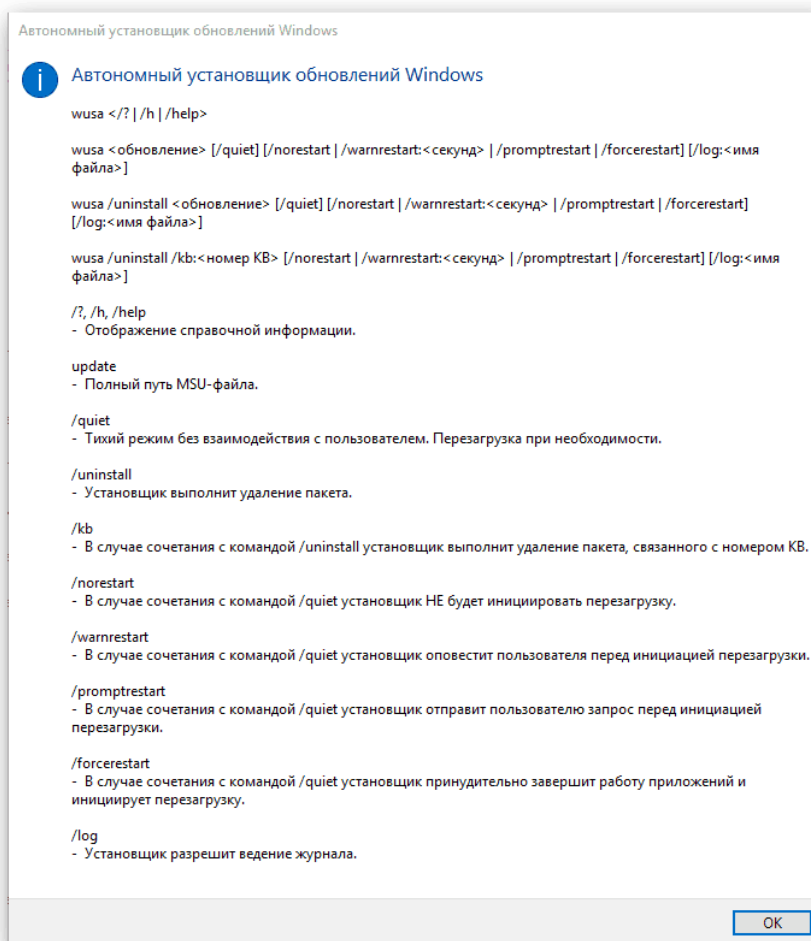 Автономный установщик обновлений Windows
Автономный установщик обновлений Windows
wusa </? | /h | /help>
wusa <обновление> [/quiet] [/norestart | /warnrestart:<секунд> | /promptrestart | /forcerestart] [/log:<имя
файла>]
wusa /uninstall <обновление> [/quiet] [/norestart | /warnrestart:<секунд> | /promptrestart | /forcerestart]
[/log:<имя файла>]
wusa /uninstall /kb:<номер KB> [/norestart | /warnrestart:<секунд> | /promptrestart | /forcerestart] [/log:<имя
файла>]
/?, /h, /help
- Отображение справочной информации.
update
- Полный путь MSU-файла.
/quiet
- Тихий режим без взаимодействия с пользователем. Перезагрузка при необходимости.
/uninstall
- Установщик выполнит удаление пакета.
/kb
- В случае сочетания с командой /uninstall установщик выполнит удаление пакета, связанного с номером KB.
/norestart
- В случае сочетания с командой /quiet установщик НЕ будет инициировать перезагрузку.
/warnrestart
- В случае сочетания с командой /quiet установщик оповестит пользователя перед инициацией перезагрузки.
/promptrestart
- В случае сочетания с командой /quiet установщик отправит пользователю запрос перед инициацией
перезагрузки.
/forcerestart
- В случае сочетания с командой /quiet установщик принудительно завершит работу приложений и
инициирует перезагрузку.
/log
- Установщик разрешит ведение журнала.
OK